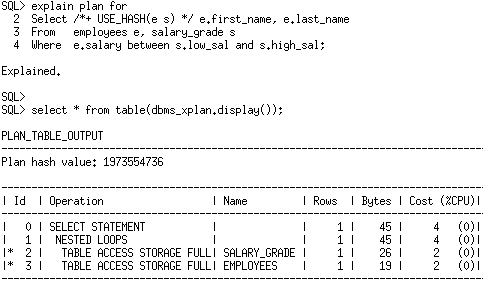 SQL> explain plan for
  2  Select /*+ USE_HASH(e s) */ e.first_name, e.last_name
  3  From   employees e, salary_grade s
  4  Where  e.salary between s.low_sal and s.high_sal;
Explained.
SQL>
SQL> select * from table(dbms_xplan.display());
PLAN_TABLE_OUTPUT
--------------------------------------------------------------------------------
Plan hash value: 1973554736
--------------------------------------------------------------------------------
| Id  | Operation                  | Name         | Rows  | Bytes | Cost (%CPU)|
--------------------------------------------------------------------------------
|   0 | SELECT STATEMENT           |              |     1 |    45 |     4   (0)|
|   1 |  NESTED LOOPS              |              |     1 |    45 |     4   (0)|
|*  2 |   TABLE ACCESS STORAGE FULL| SALARY_GRADE |     1 |    26 |     2   (0)|
|*  3 |   TABLE ACCESS STORAGE FULL| EMPLOYEES    |     1 |    19 |     2   (0)|
--------------------------------------------------------------------------------